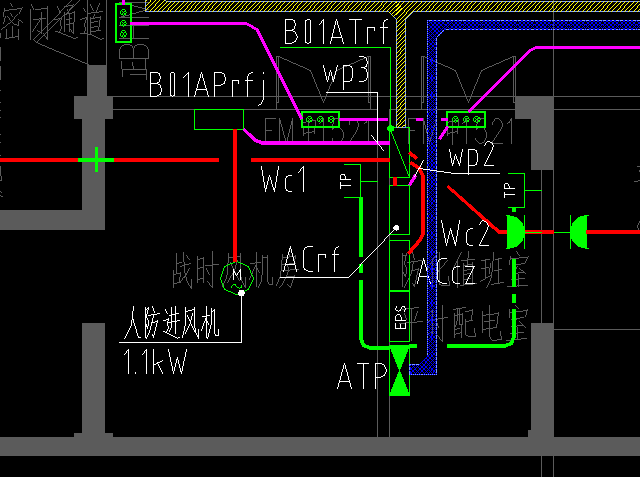 密闭通道
B01ATrf
wp3
B01APrfj
wp2
Wc1
TP
TP
Wc2
ACrf
战时风机房
M
防化值班室
ACcz
人防进风机
1.1kW
EPS
平时配电室
ATP